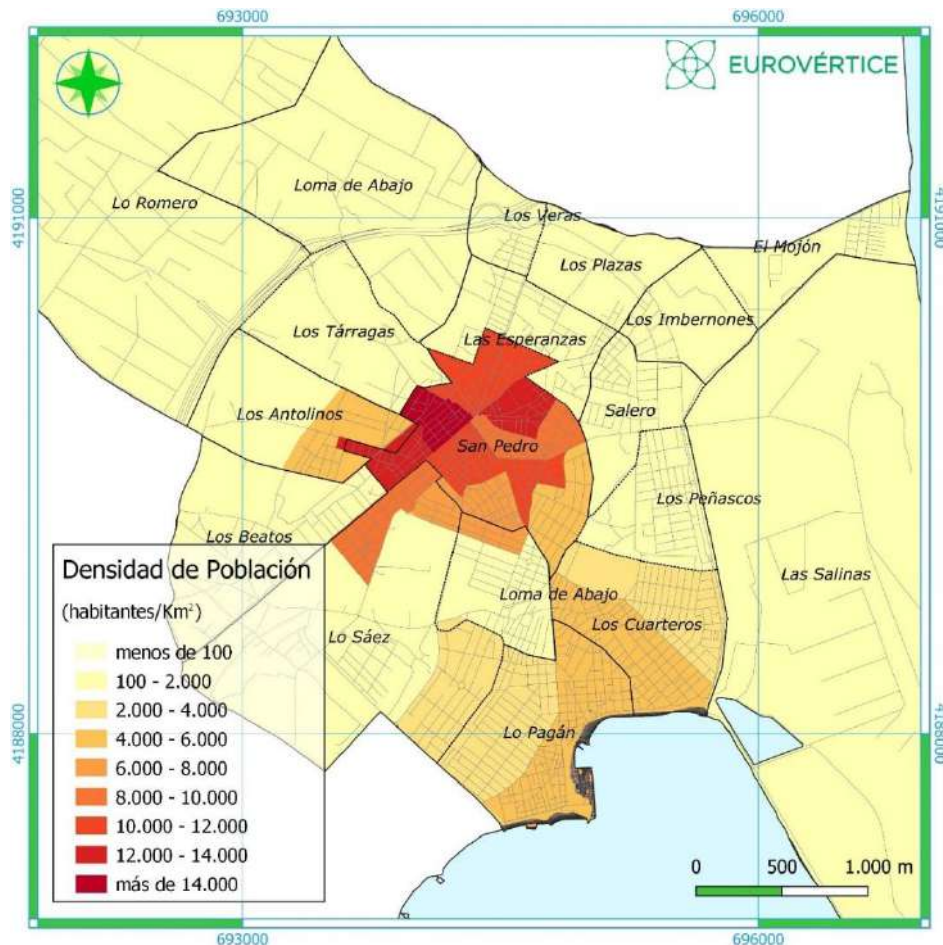 693000
696000
EUROVÉRTICE
4191000
4191000
Lo Romero
Loma de Abajo
Los Veras
El Mojón
Los Plazas
Los Imbernones
Los Tárragas
Las Esperanzas
Los Antolinos
Salero
San Pedro
Los Peñascos
Los Beatos
Las Salinas
Loma de Abajo
Los Cuarteros
Lo Sáez
Lo Pagán
Densidad de Población
(habitantes/Km²)
menos de 100
100 - 2.000
2.000 - 4.000
4.000 - 6.000
6.000 - 8.000
8.000 - 10.000
10.000 - 12.000
12.000 - 14.000
más de 14.000
4188000
4188000
0 500 1.000 m
693000
696000